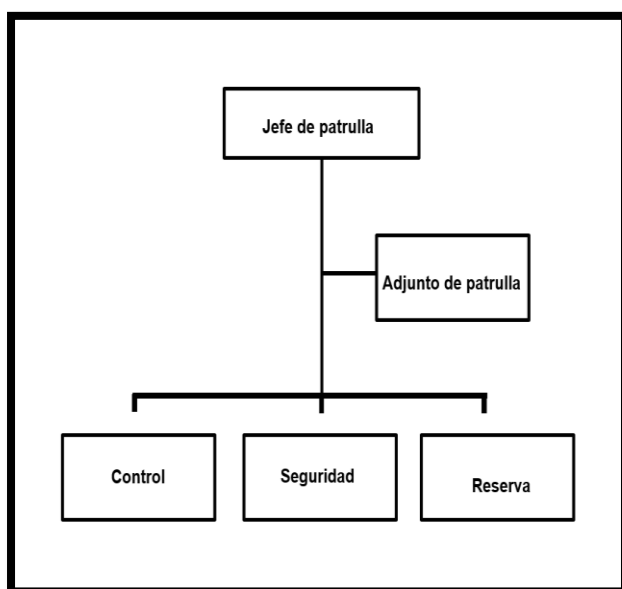 Jefe de patrulla
Adjunto de patrulla
Control
Seguridad
Reserva